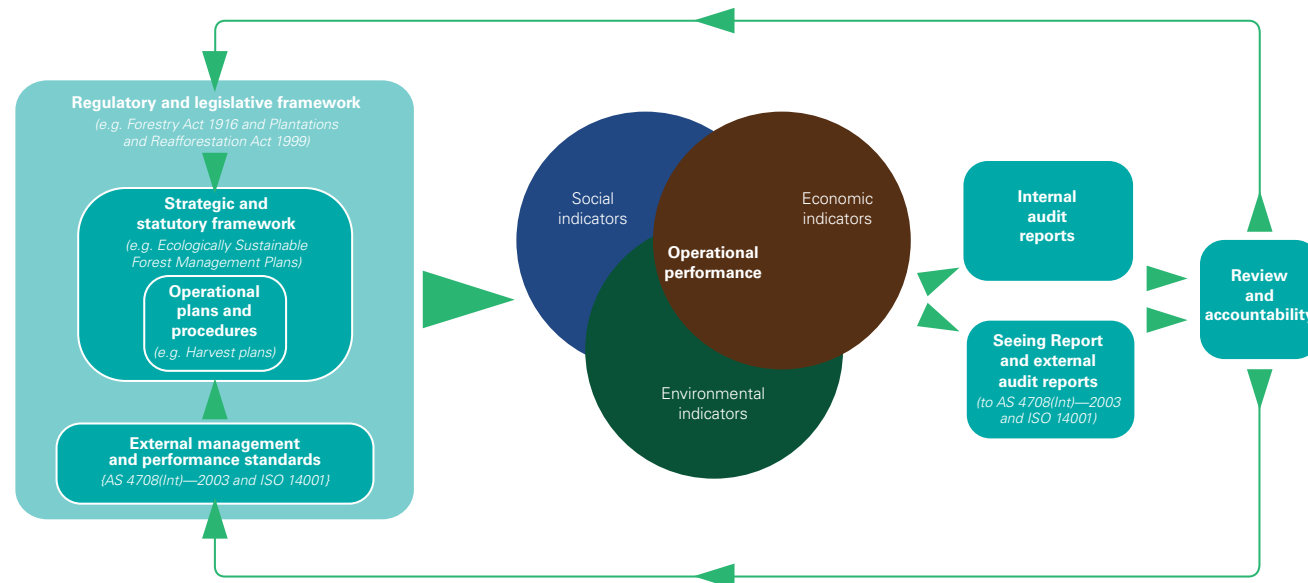 Regulatory and legislative framework
(e.g. Forestry Act 1916 and Plantations
and Reafforestation Act 1999)
Strategic and
statutory framework
(e.g. Ecologically Sustainable
Forest Management Plans)
Operational
plans and
procedures
(e.g. Harvest plans)
External management
and performance standards
{AS 4708(Int)—2003 and ISO 14001}
Social
indicators
Economic
indicators
Operational
performance
Environmental
indicators
Internal
audit
reports
Seeing Report
and external
audit reports
(to AS 4708(Int)—2003
and ISO 14001)
Review
and
accountability